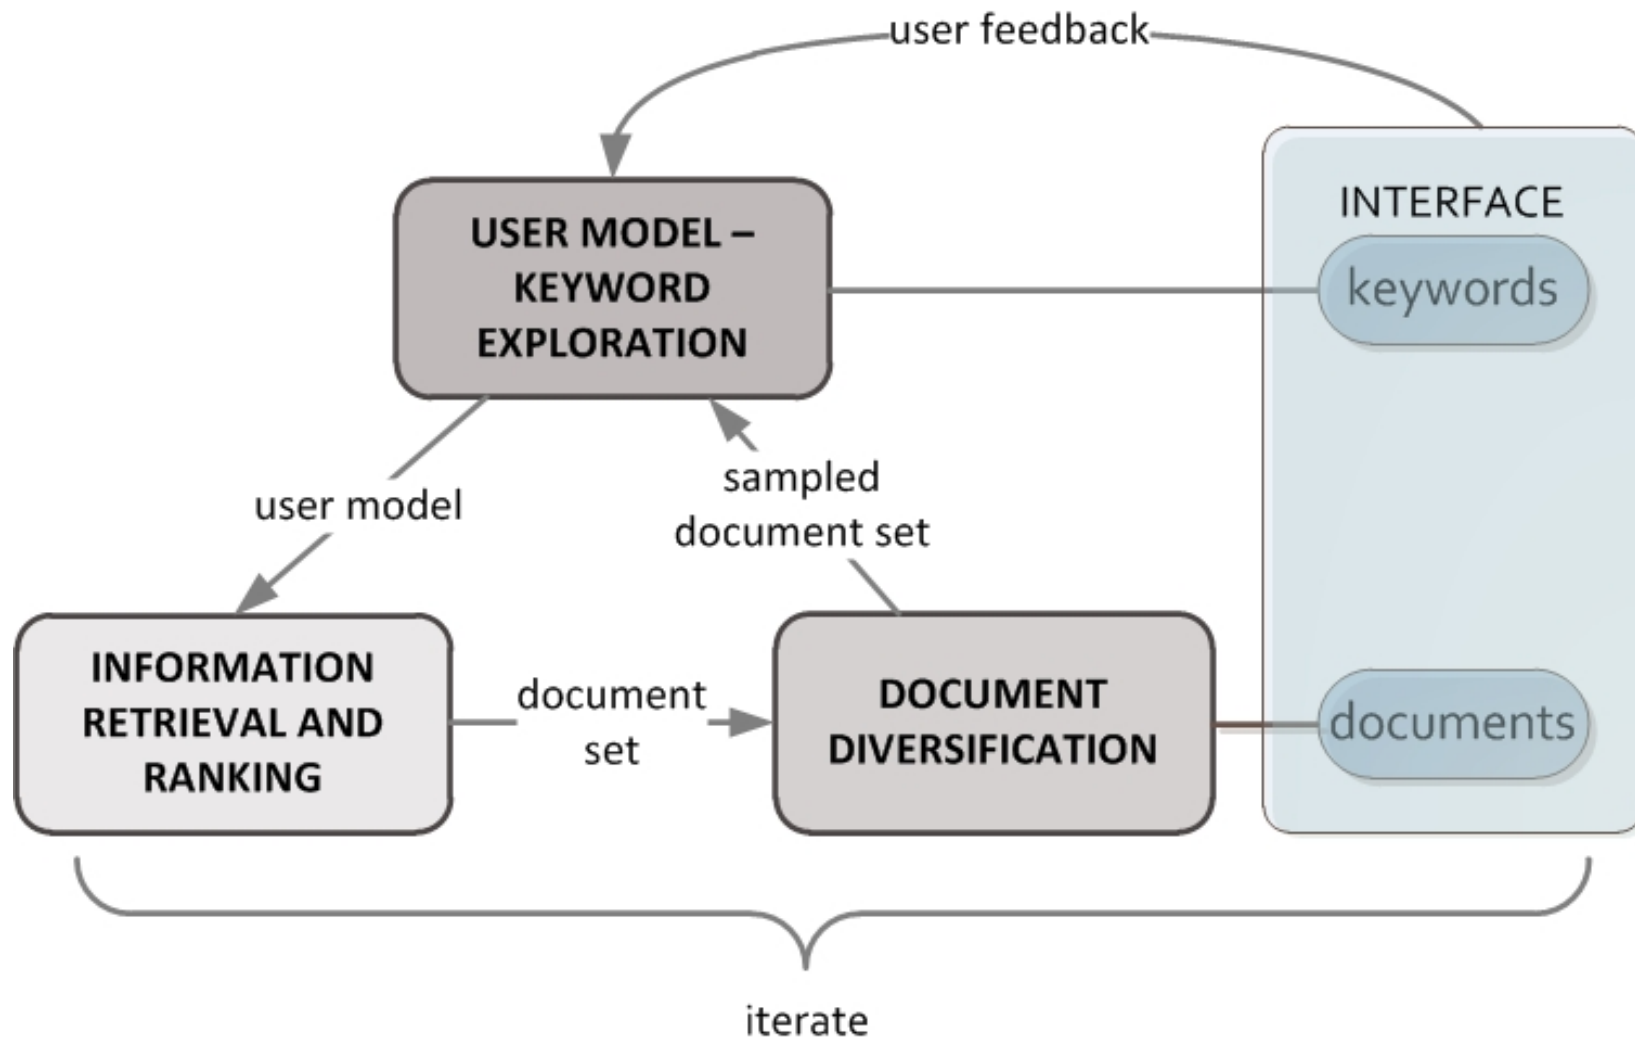 user feedback
INTERFACE
USER MODEL –
KEYWORD
EXPLORATION
keywords
sampled
document set
user model
INFORMATION
RETRIEVAL AND
RANKING
document
set
DOCUMENT
DIVERSIFICATION
documents
iterate